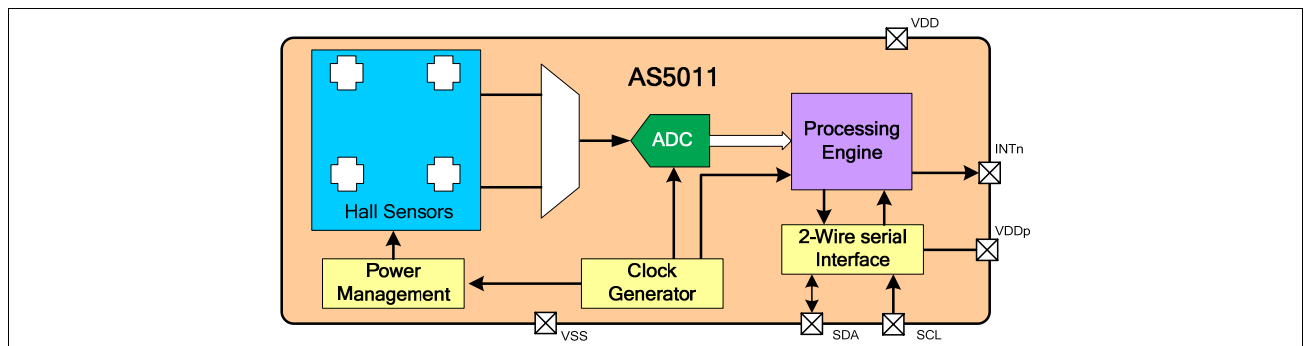 VDD
AS5011
ADC
Processing
Engine
INTn
Hall Sensors
2-Wire serial
Interface
VDDp
Power
Management
Clock
Generator
VSS
SDA
SCL